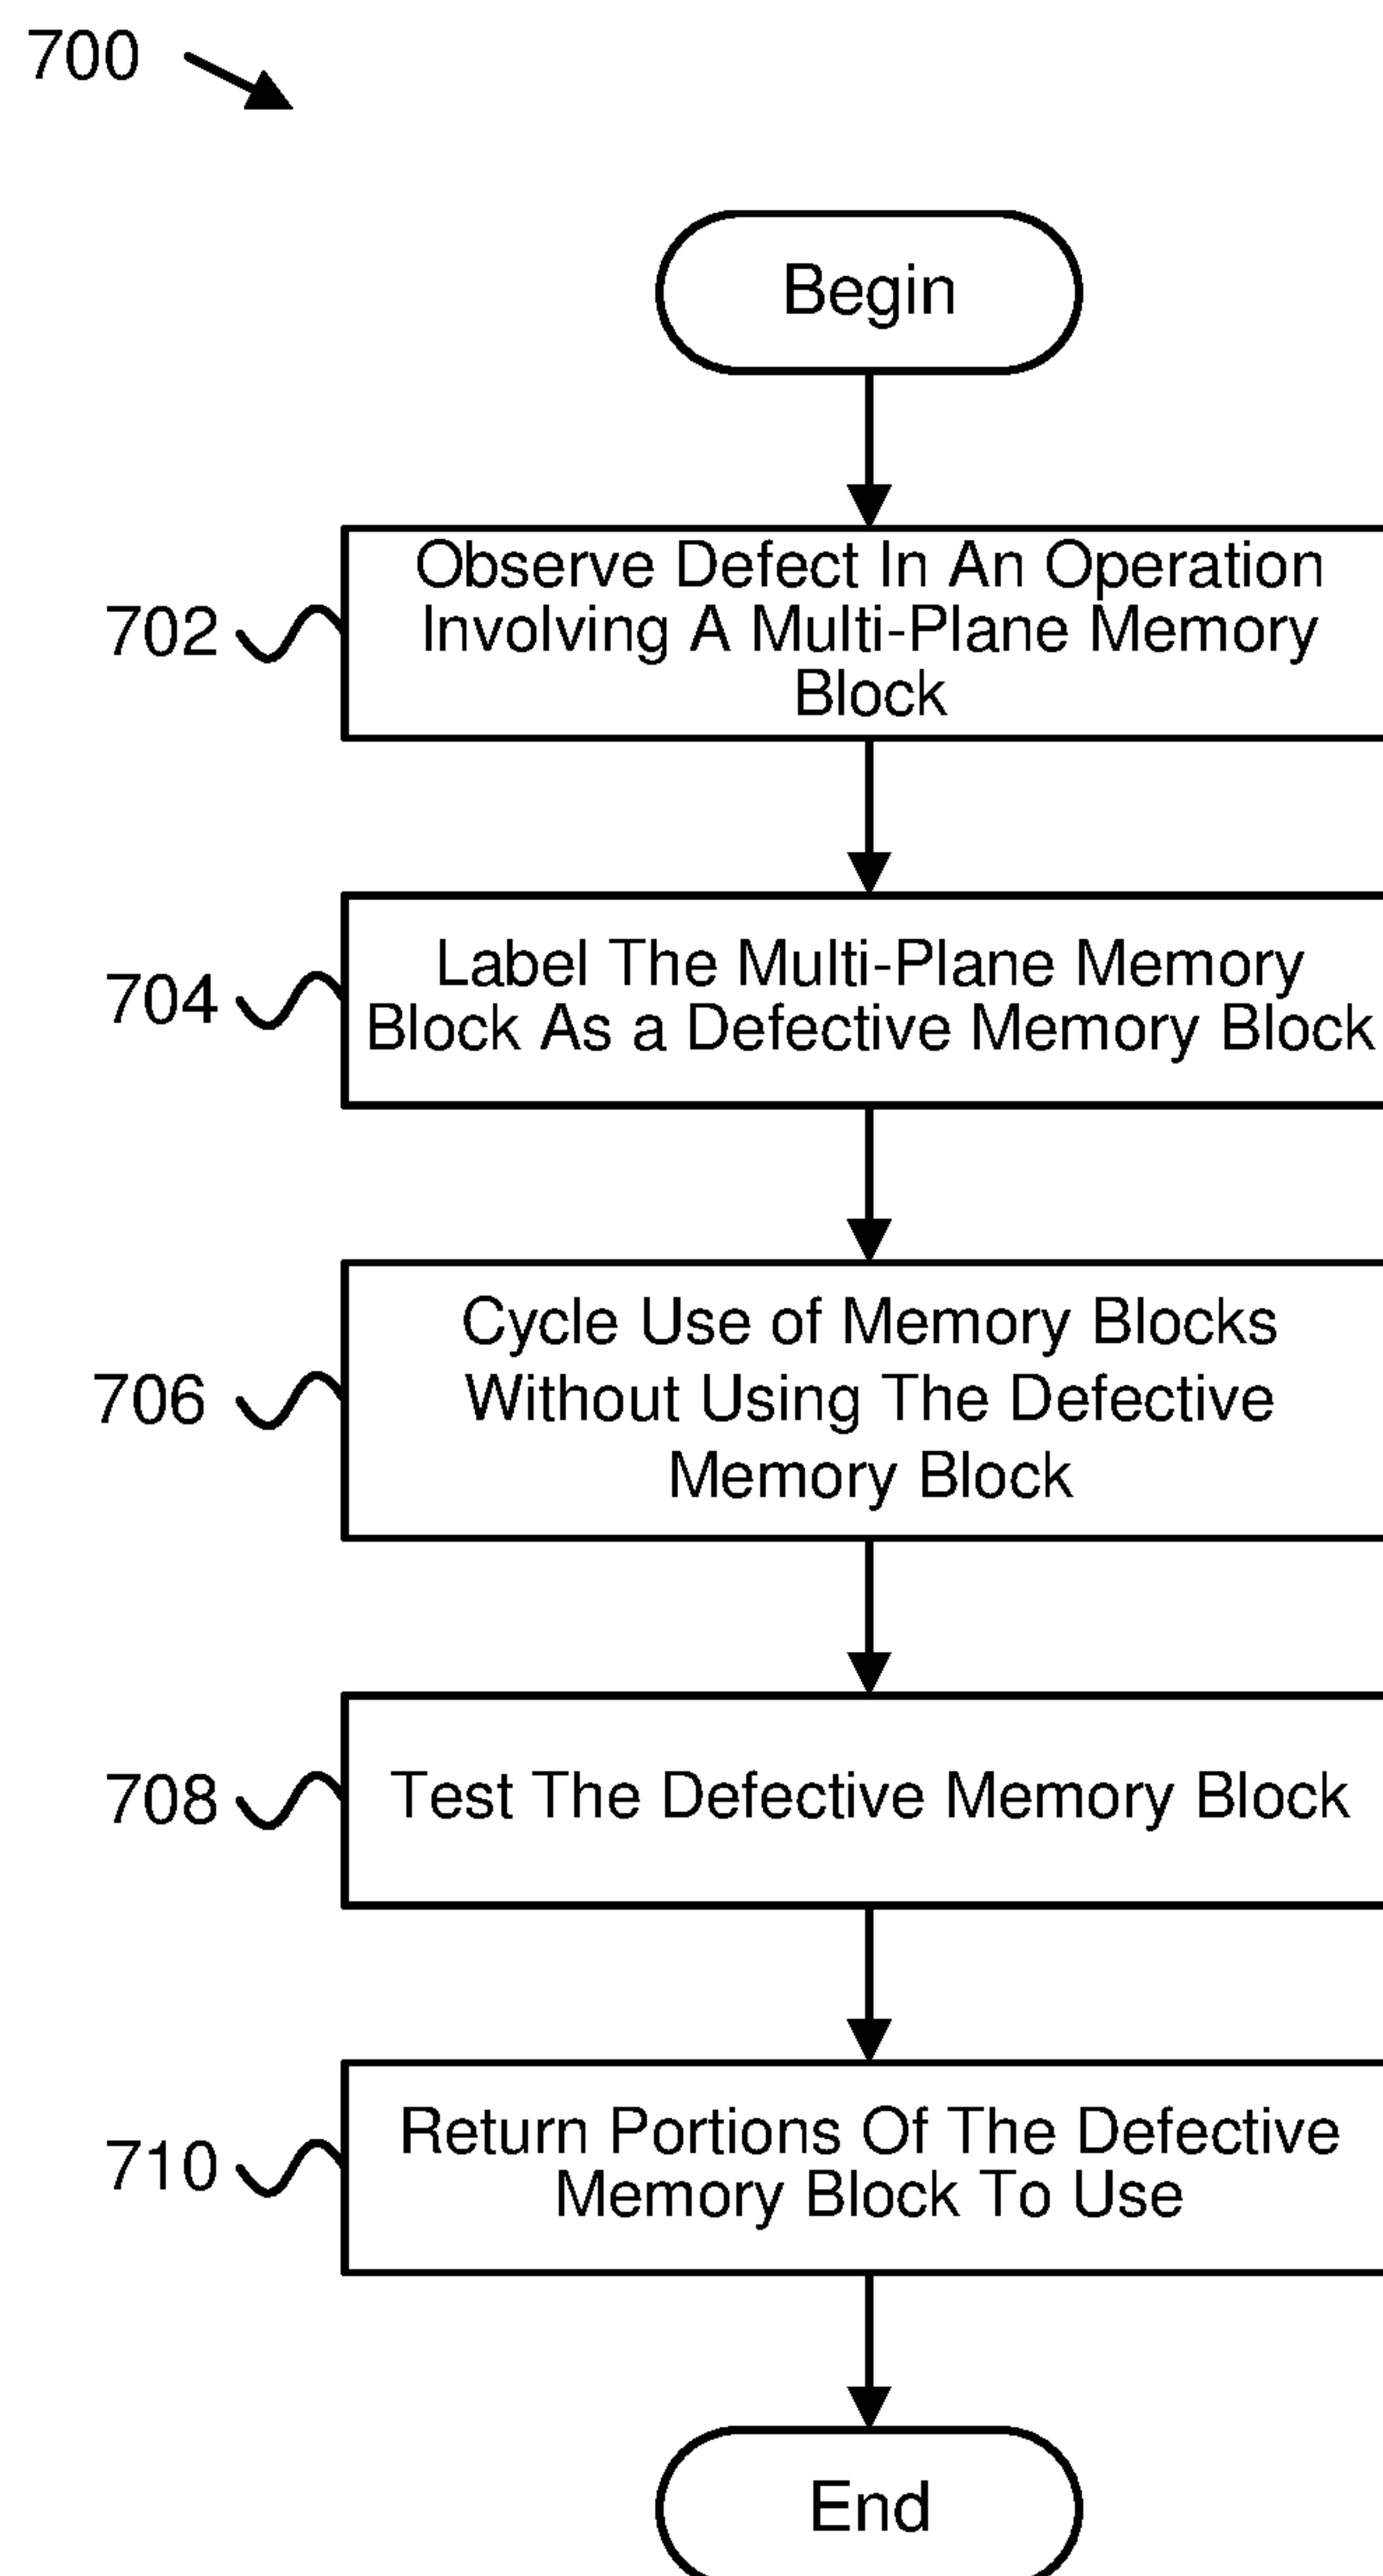 700
Begin
702
Observe Defect In An Operation
Involving A Multi-Plane Memory
Block
704
Label The Multi-Plane Memory
Block As a Defective Memory Block
706
Cycle Use of Memory Blocks
Without Using The Defective
Memory Block
708
Test The Defective Memory Block
710
Return Portions Of The Defective
Memory Block To Use
End